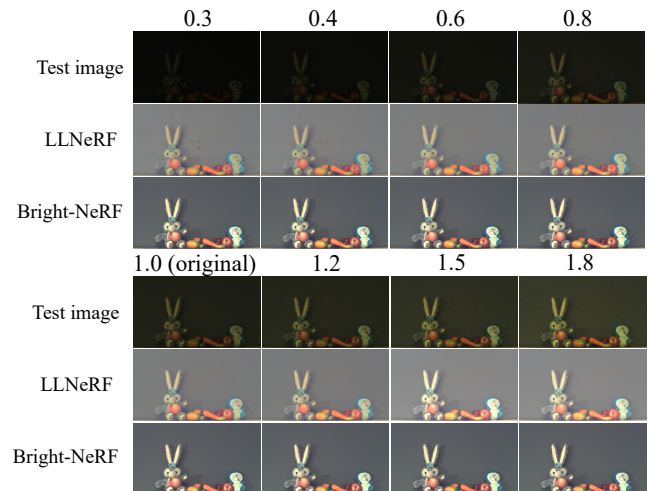 0.3 0.4 0.6 0.8
Test image
LLNeRF
Bright-NeRF
1.0 (original) 1.2 1.5 1.8
Test image
LLNeRF
Bright-NeRF